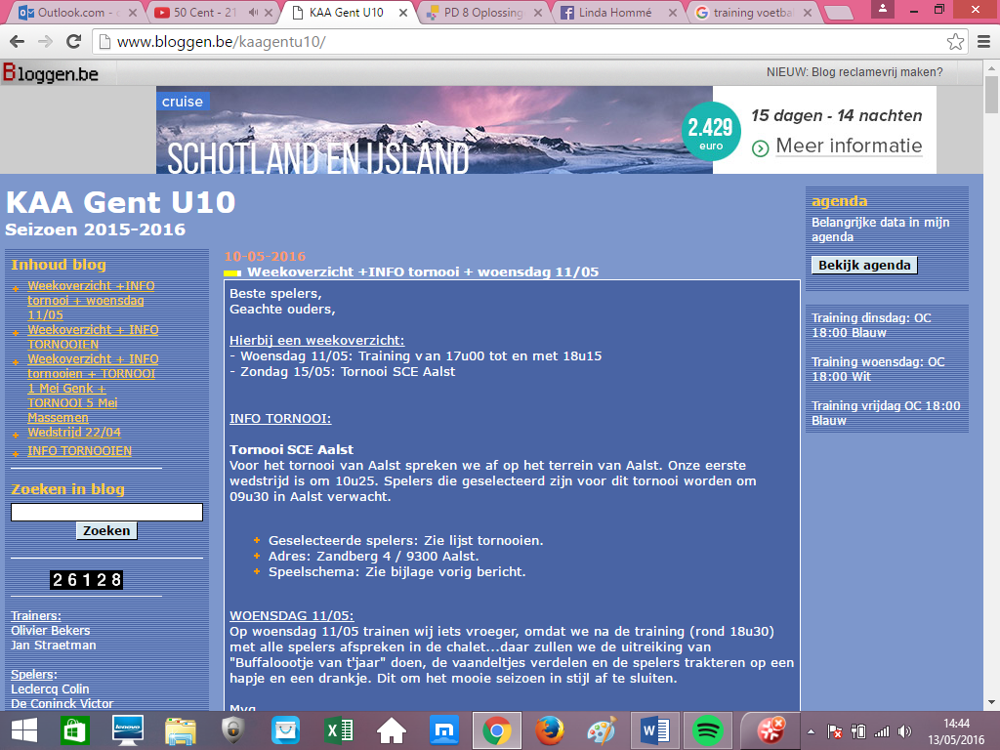 Outlook.com -
50 Cent - 21
KAA Gent U10
PD 8 Oplossing
Linda Hommé
training voetba
www.bloggen.be/kaagentu10/
Bloggen.be
NIEUW: Blog reclamevrij maken?
cruise
SCHOTLAND EN IJSLAND
2.429
euro
15 dagen - 14 nachten
Meer informatie
KAA Gent U10
Seizoen 2015-2016
Inhoud blog
Weekoverzicht +INFO
tornooi + woensdag
11/05
Weekoverzicht + INFO
TORNOOIEN
Weekoverzicht + INFO
tornooien + TORNOOI
1 Mei Genk +
TORNOOI 5 Mei
Massemen
Wedstrijd 22/04
INFO TORNOOIEN
Zoeken in blog
Zoeken
26128
Trainers:
Olivier Bekers
Jan Straetman
Spelers:
Leclercq Colin
De Coninck Victor
10-05-2016
Weekoverzicht +INFO tornooi + woensdag 11/05
Beste spelers,
Geachte ouders,
Hierbij een weekoverzicht:
- Woensdag 11/05: Training van 17u00 tot en met 18u15
- Zondag 15/05: Tornooi SCE Aalst
INFO TORNOOI:
Tornooi SCE Aalst
Voor het tornooi van Aalst spreken we af op het terrein van Aalst. Onze eerste
wedstrijd is om 10u25. Spelers die geselecteerd zijn voor dit tornooi worden om
09u30 in Aalst verwacht.
Geselecteerde spelers: Zie lijst tornooien.
Adres: Zandberg 4 / 9300 Aalst.
Speelschema: Zie bijlage vorig bericht.
WOENSDAG 11/05:
Op woensdag 11/05 trainen wij iets vroeger, omdat we na de training (rond 18u30)
met alle spelers afspreken in de chalet...daar zullen we de uitreiking van
"Buffaloootje van t'jaar" doen, de vaandeltjes verdelen en de spelers trakteren op een
hapje en een drankje. Dit om het mooie seizoen in stijl af te sluiten.
Mvg
agenda
Belangrijke data in mijn
agenda
Bekijk agenda
Training dinsdag: OC
18:00 Blauw
Training woensdag: OC
18:00 Wit
Training vrijdag OC 18:00
Blauw
lenovo
14:44
13/05/2016